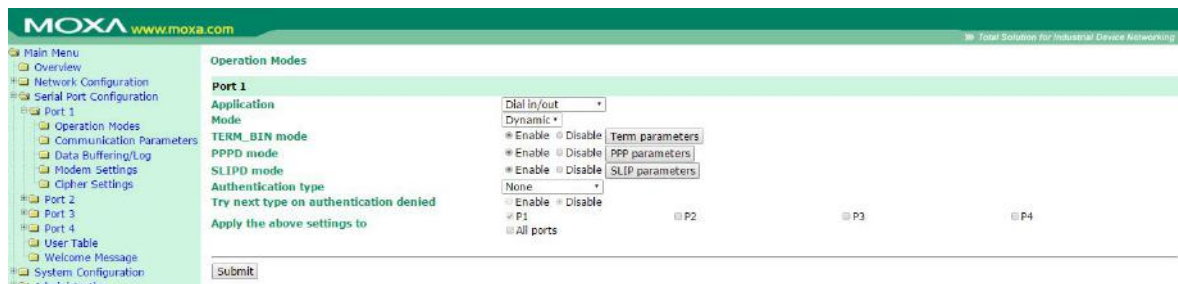 MOXA www.moxa.com
Total Solution for Industrial Device Networking
Main Menu
Overview
Network Configuration
Serial Port Configuration
Port 1
Operation Modes
Communication Parameters
Data Buffering/Log
Modem Settings
Cipher Settings
Port 2
Port 3
Port 4
User Table
Welcome Message
System Configuration
Operation Modes
Port 1
Application Dial in/out
Mode Dynamic
TERM_BIN mode Enable Disable Term parameters
PPPD mode Enable Disable PPP parameters
SLIPD mode Enable Disable SLIP parameters
Authentication type None
Try next type on authentication denied Enable Disable
Apply the above settings to P1 P2 P3 P4
All ports
Submit